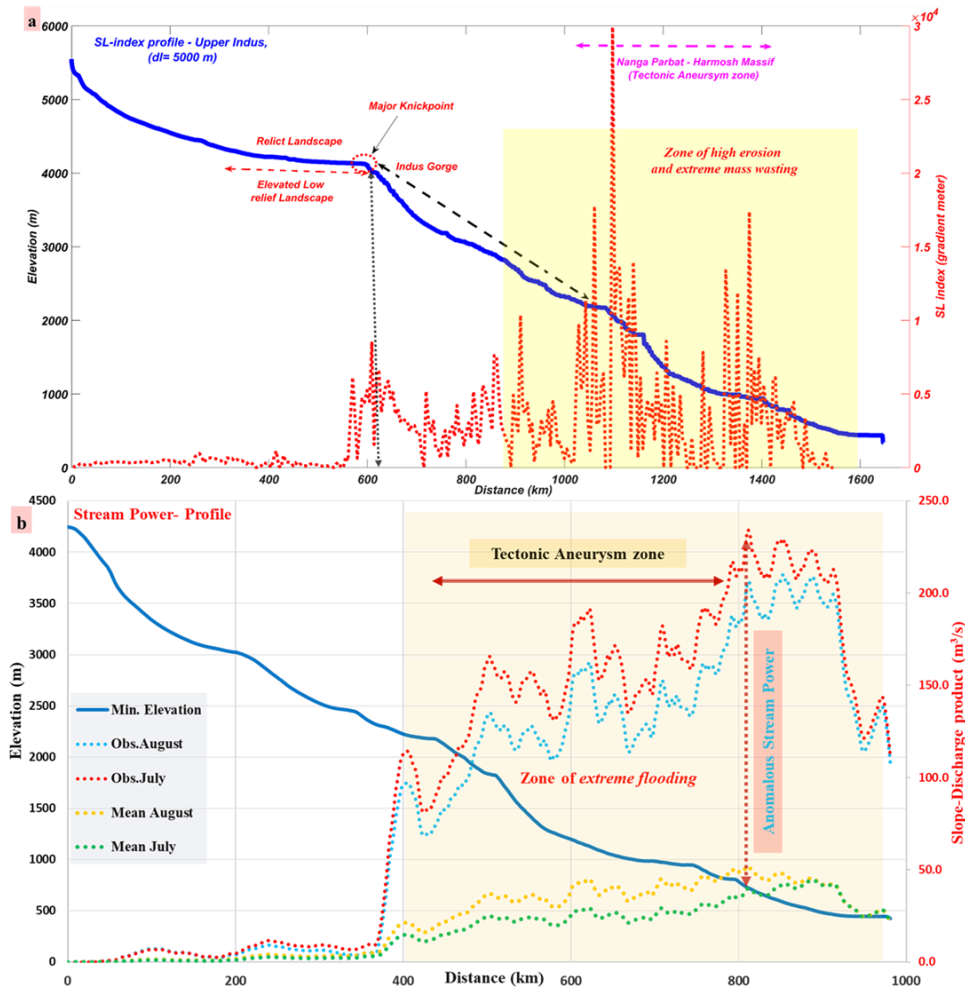 a
SL-index profile - Upper Indus,
(dl= 5000 m)
Major Knickpoint
Relict Landscape
Indus Gorge
Elevated Low
relief Landscape
Nanga Parbat - Harmosh Massif
(Tectonic Aneursym zone)
Zone of high erosion
and extreme mass wasting
×10⁴
6000
5000
4000
3000
2000
1000
0
Elevation (m)
3
2.5
2
1.5
1
0.5
0
SL index (gradient meter)
0 200 400 600 800 1000 1200 1400 1600
Distance (km)
b
Stream Power- Profile
Tectonic Aneurysm zone
Zone of extreme flooding
Anomalous Stream Power
Min. Elevation
Obs.August
Obs.July
Mean August
Mean July
4500
4000
3500
3000
2500
2000
1500
1000
500
0
Elevation (m)
250.0
200.0
150.0
100.0
50.0
0.0
Slope-Discharge product (m³/s)
0 200 400 600 800 1000
Distance (km)